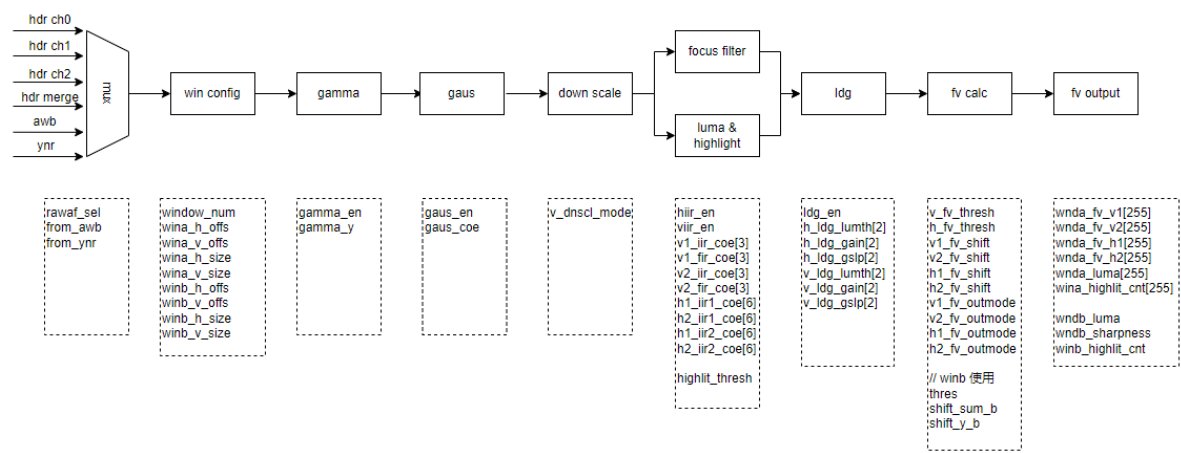 hdr ch0
hdr ch1
hdr ch2
hdr merge
awb
ynr
mux
win config
gamma
gaus
down scale
focus filter
luma &
highlight
ldg
fv calc
fv output
rawaf_sel
from_awb
from_ynr
window_num
wina_h_offs
wina_v_offs
wina_h_size
wina_v_size
winb_h_offs
winb_v_offs
winb_h_size
winb_v_size
gamma_en
gamma_y
gaus_en
gaus_coe
v_dnscl_mode
hiir_en
viir_en
v1_iir_coe[3]
v1_fir_coe[3]
v2_iir_coe[3]
v2_fir_coe[3]
h1_iir1_coe[6]
h2_iir1_coe[6]
h1_iir2_coe[6]
h2_iir2_coe[6]
highlit_thresh
ldg_en
h_ldg_lumth[2]
h_ldg_gain[2]
h_ldg_gslp[2]
v_ldg_lumth[2]
v_ldg_gain[2]
v_ldg_gslp[2]
v_fv_thresh
h_fv_thresh
v1_fv_shift
v2_fv_shift
h1_fv_shift
h2_fv_shift
v1_fv_outmode
v2_fv_outmode
h1_fv_outmode
h2_fv_outmode
// winb 使用
thres
shift_sum_b
shift_y_b
wnda_fv_v1[255]
wnda_fv_v2[255]
wnda_fv_h1[255]
wnda_fv_h2[255]
wnda_luma[255]
wina_highlit_cnt[255]
wndb_luma
wndb_sharpness
winb_highlit_cnt